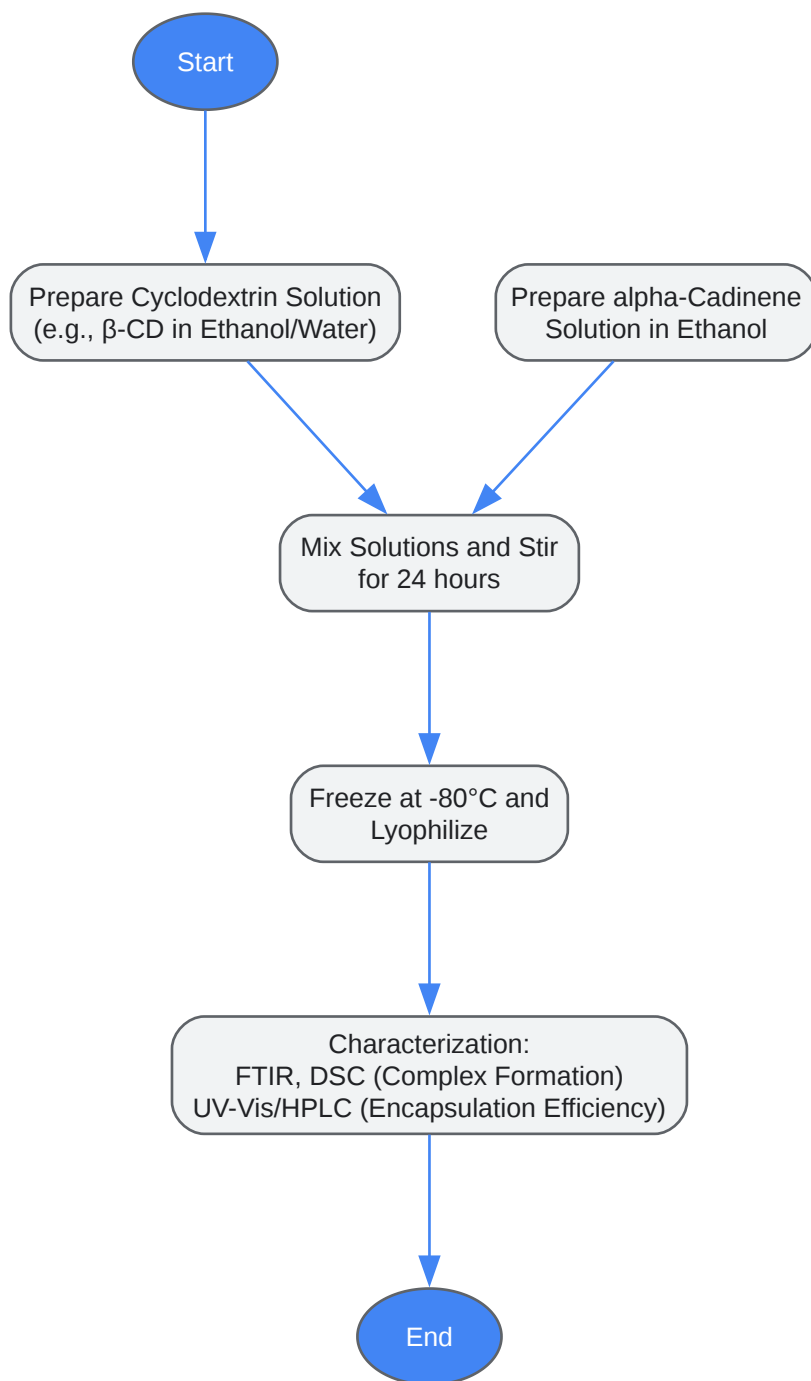 Start
Prepare Cyclodextrin Solution
(e.g., β-CD in Ethanol/Water)
Prepare alpha-Cadinene
Solution in Ethanol
Mix Solutions and Stir
for 24 hours
Freeze at -80°C and
Lyophilize
Characterization:
FTIR, DSC (Complex Formation)
UV-Vis/HPLC (Encapsulation Efficiency)
End